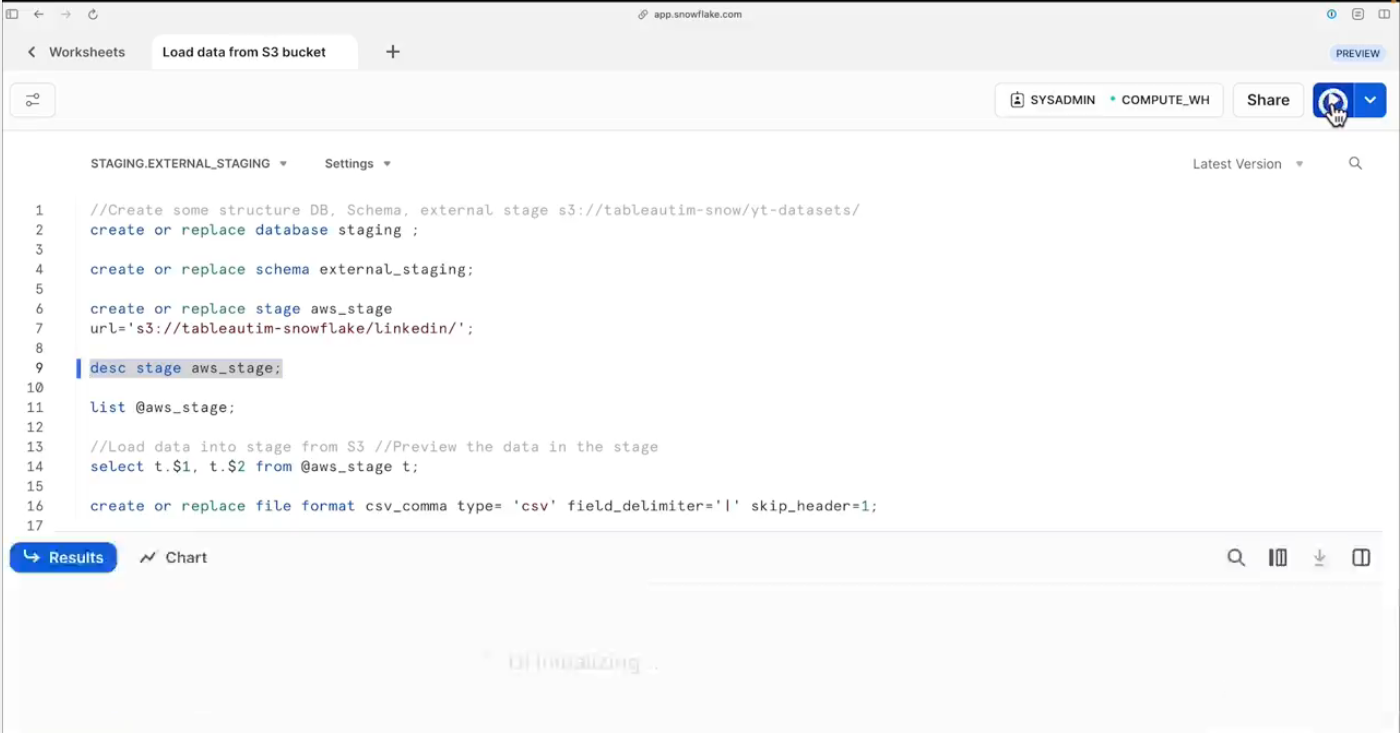 app.snowflake.com
Worksheets
Load data from S3 bucket
PREVIEW
SYSADMIN
COMPUTE_WH
Share
STAGING.EXTERNAL_STAGING
Settings
Latest Version
1 //Create some structure DB, Schema, external stage s3://tableautim-snow/yt-datasets/
2 create or replace database staging ;
3
4 create or replace schema external_staging;
5
6 create or replace stage aws_stage
7 url='s3://tableautim-snowflake/linkedin/';
8
9 desc stage aws_stage;
10
11 list @aws_stage;
12
13 //Load data into stage from S3 //Preview the data in the stage
14 select t.$1, t.$2 from @aws_stage t;
15
16 create or replace file format csv_comma type= 'csv' field_delimiter='|' skip_header=1;
17
Results
Chart